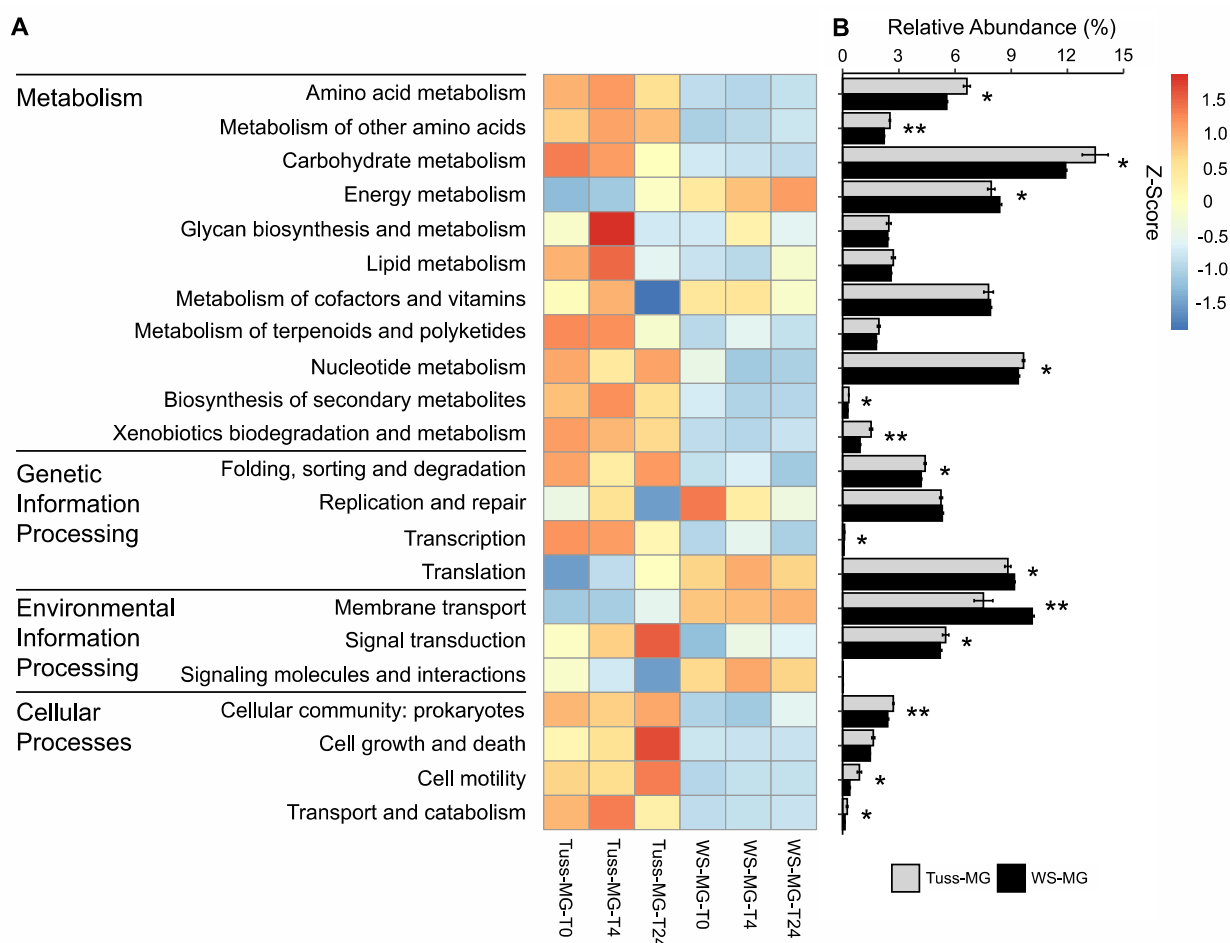 A
B
Relative Abundance (%)
0
3
6
9
12
15
Metabolism
Amino acid metabolism
*
Metabolism of other amino acids
**
Carbohydrate metabolism
*
Energy metabolism
*
Glycan biosynthesis and metabolism
Lipid metabolism
Metabolism of cofactors and vitamins
Metabolism of terpenoids and polyketides
Nucleotide metabolism
*
Biosynthesis of secondary metabolites
*
Xenobiotics biodegradation and metabolism
**
Genetic
Information
Processing
Folding, sorting and degradation
*
Replication and repair
Transcription
*
Translation
*
Environmental
Information
Processing
Membrane transport
**
Signal transduction
*
Signaling molecules and interactions
Cellular
Processes
Cellular community: prokaryotes
**
Cell growth and death
Cell motility
*
Transport and catabolism
*
Z-Score
1.5
1.0
0.5
0
-0.5
-1.0
-1.5
Tuss-MG-T0
Tuss-MG-T4
Tuss-MG-T24
WS-MG-T0
WS-MG-T4
WS-MG-T24
Tuss-MG
WS-MG